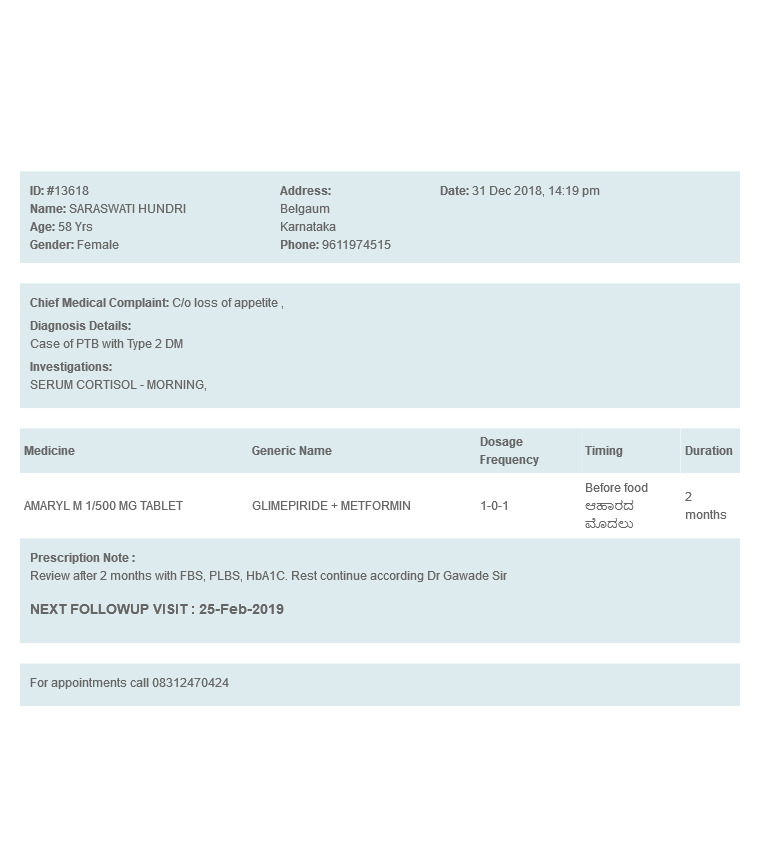 ID: #13618
Name: SARASWATI HUNDRI
Age: 58 Yrs
Gender: Female
Address:
Belgaum
Karnataka
Phone: 9611974515
Date: 31 Dec 2018, 14:19 pm
Chief Medical Complaint: C/o loss of appetite ,
Diagnosis Details:
Case of PTB with Type 2 DM
Investigations:
SERUM CORTISOL - MORNING,
Medicine
Generic Name
Dosage
Frequency
Timing
Duration
AMARYL M 1/500 MG TABLET
GLIMEPIRIDE + METFORMIN
1-0-1
Before food
ಆಹಾರದ
ಮೊದಲು
2
months
Prescription Note :
Review after 2 months with FBS, PLBS, HbA1C. Rest continue according Dr Gawade Sir
NEXT FOLLOWUP VISIT : 25-Feb-2019
For appointments call 08312470424